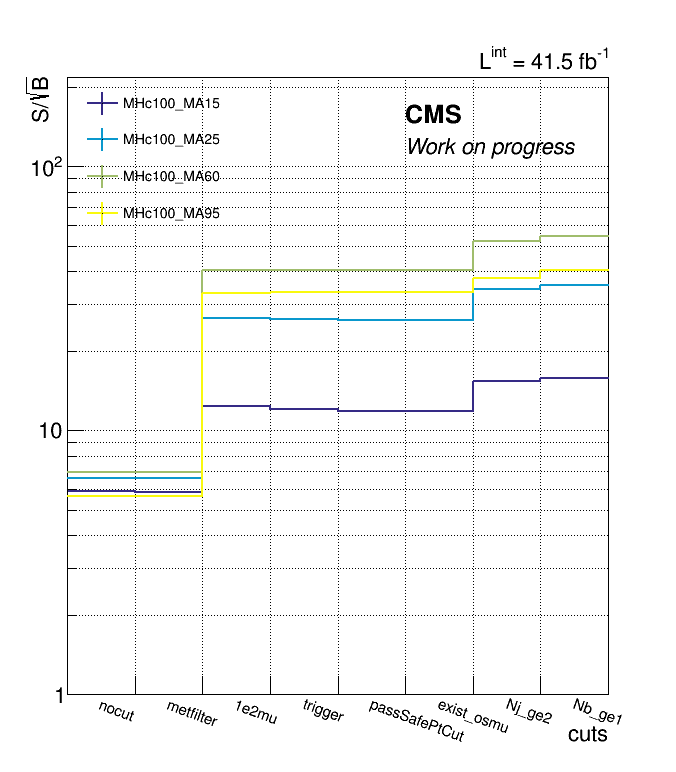 L^int = 41.5 fb^-1
S/√B
CMS
Work on progress
MHc100_MA15
MHc100_MA25
MHc100_MA60
MHc100_MA95
10^2
10
1
nocut
metfilter
1e2mu
trigger
passSafePtCut
exist_osmu
Nj_ge2
Nb_ge1
cuts